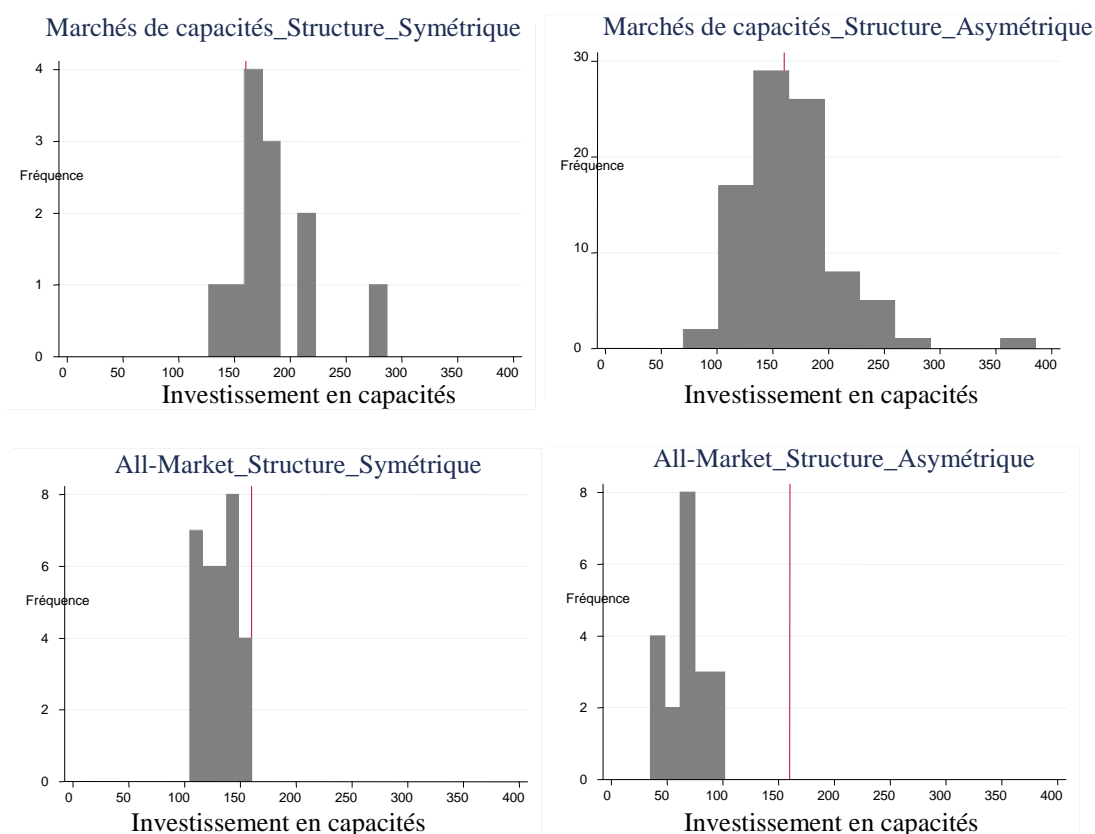 Marchés de capacités_Structure_Symétrique
4
3
Fréquence
2
1
0
0 50 100 150 200 250 300 350 400
Investissement en capacités
Marchés de capacités_Structure_Asymétrique
30
20
Fréquence
10
0
0 50 100 150 200 250 300 350 400
Investissement en capacités
All-Market_Structure_Symétrique
8
6
Fréquence
4
2
0
0 50 100 150 200 250 300 350 400
Investissement en capacités
All-Market_Structure_Asymétrique
8
6
Fréquence
4
2
0
0 50 100 150 200 250 300 350 400
Investissement en capacités